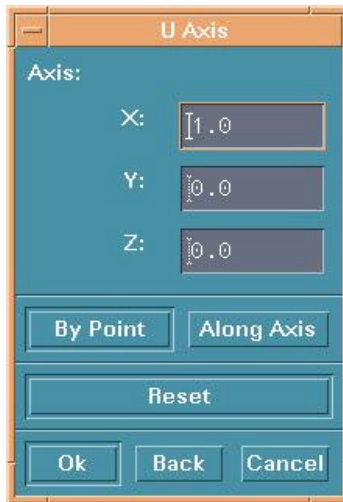 U Axis
Axis:
X: 1.0
Y: 0.0
Z: 0.0
By Point Along Axis
Reset
Ok Back Cancel